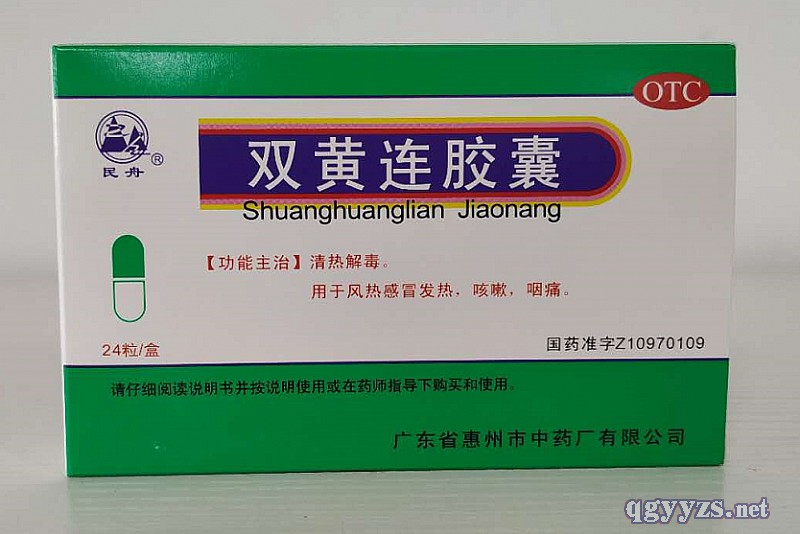 OTC
民舟®
双黄连胶囊
Shuanghuanglian Jiaonang
【功能主治】清热解毒。
用于风热感冒发热，咳嗽，咽痛。
24粒/盒
国药准字Z10970109
请仔细阅读说明书并按说明使用或在药师指导下购买和使用。
广东省惠州市中药厂有限公司
qgyyzs.net